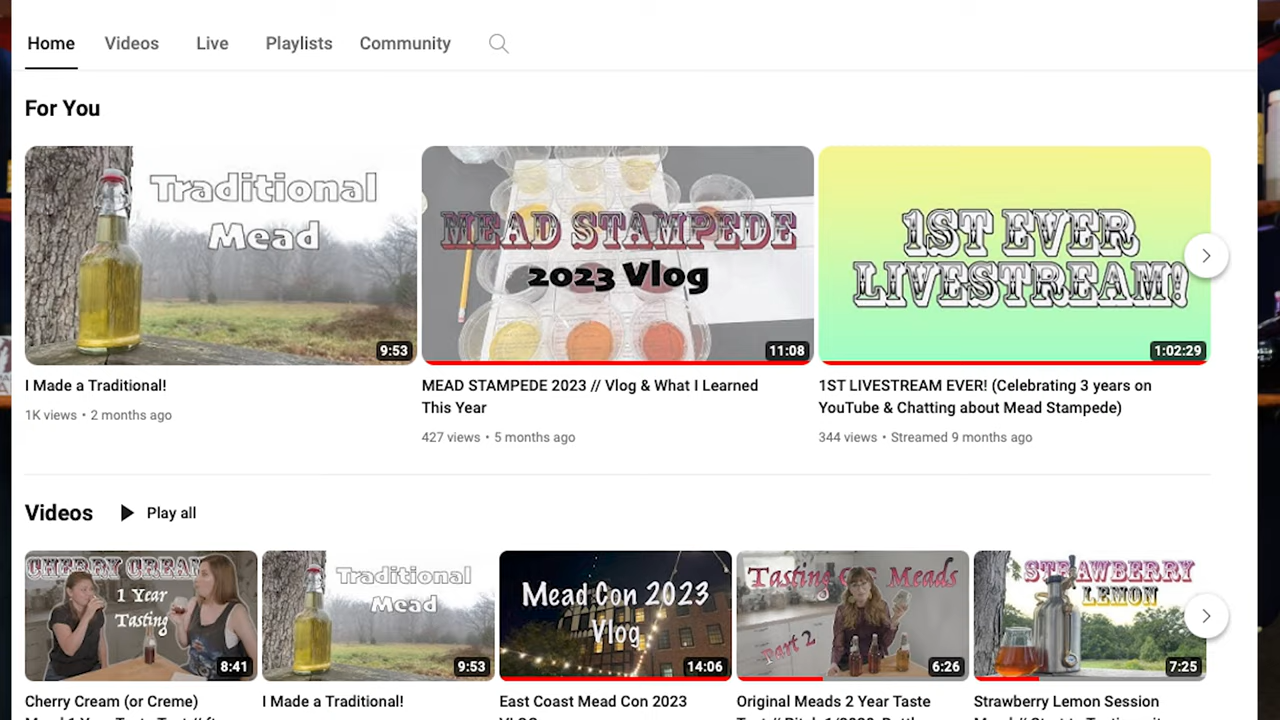 Home Videos Live Playlists Community
For You
Traditional
Mead
9:53
MEAD STAMPEDE
2023 Vlog
11:08
1ST EVER
LIVESTREAM!
1:02:29
I Made a Traditional!
1K views • 2 months ago
MEAD STAMPEDE 2023 // Vlog & What I Learned
This Year
427 views • 5 months ago
1ST LIVESTREAM EVER! (Celebrating 3 years on
YouTube & Chatting about Mead Stampede)
344 views • Streamed 9 months ago
Videos Play all
CHERRY CREAM
1 Year
Tasting
8:41
Traditional
Mead
9:53
Mead Con 2023
Vlog
14:06
Tasting Meads
Part 2
6:26
STRAWBERRY
LEMON
7:25
Cherry Cream (or Creme)
I Made a Traditional!
East Coast Mead Con 2023
Original Meads 2 Year Taste
Strawberry Lemon Session